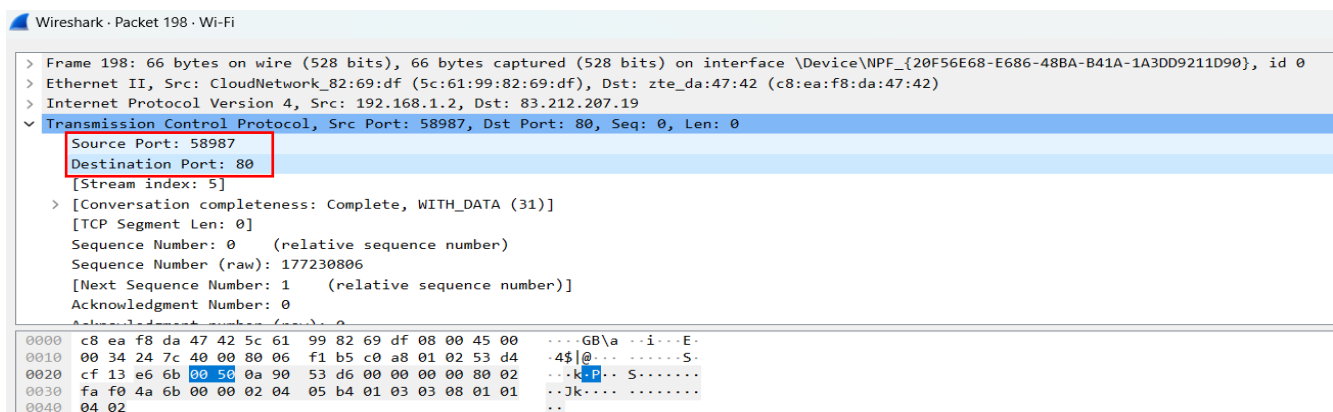 Wireshark · Packet 198 · Wi-Fi
> Frame 198: 66 bytes on wire (528 bits), 66 bytes captured (528 bits) on interface \Device\NPF_{20F56E68-E686-48BA-B41A-1A3DD9211D90}, id 0
> Ethernet II, Src: CloudNetwork_82:69:df (5c:61:99:82:69:df), Dst: zte_da:47:42 (c8:ea:f8:da:47:42)
> Internet Protocol Version 4, Src: 192.168.1.2, Dst: 83.212.207.19
Transmission Control Protocol, Src Port: 58987, Dst Port: 80, Seq: 0, Len: 0
Source Port: 58987
Destination Port: 80
[Stream index: 5]
> [Conversation completeness: Complete, WITH_DATA (31)]
[TCP Segment Len: 0]
Sequence Number: 0 (relative sequence number)
Sequence Number (raw): 177230806
[Next Sequence Number: 1 (relative sequence number)]
Acknowledgment Number: 0
0000 c8 ea f8 da 47 42 5c 61 99 82 69 df 08 00 45 00 ····GB\a ··i···E·
0010 00 34 24 7c 40 00 80 06 f1 b5 c0 a8 01 02 53 d4 ·4$|@··· ······S·
0020 cf 13 e6 6b 00 50 0a 90 53 d6 00 00 00 00 80 02 ···k·P·· S·······
0030 fa f0 4a 6b 00 00 02 04 05 b4 01 03 03 08 01 01 ··Jk···· ········
0040 04 02 ··